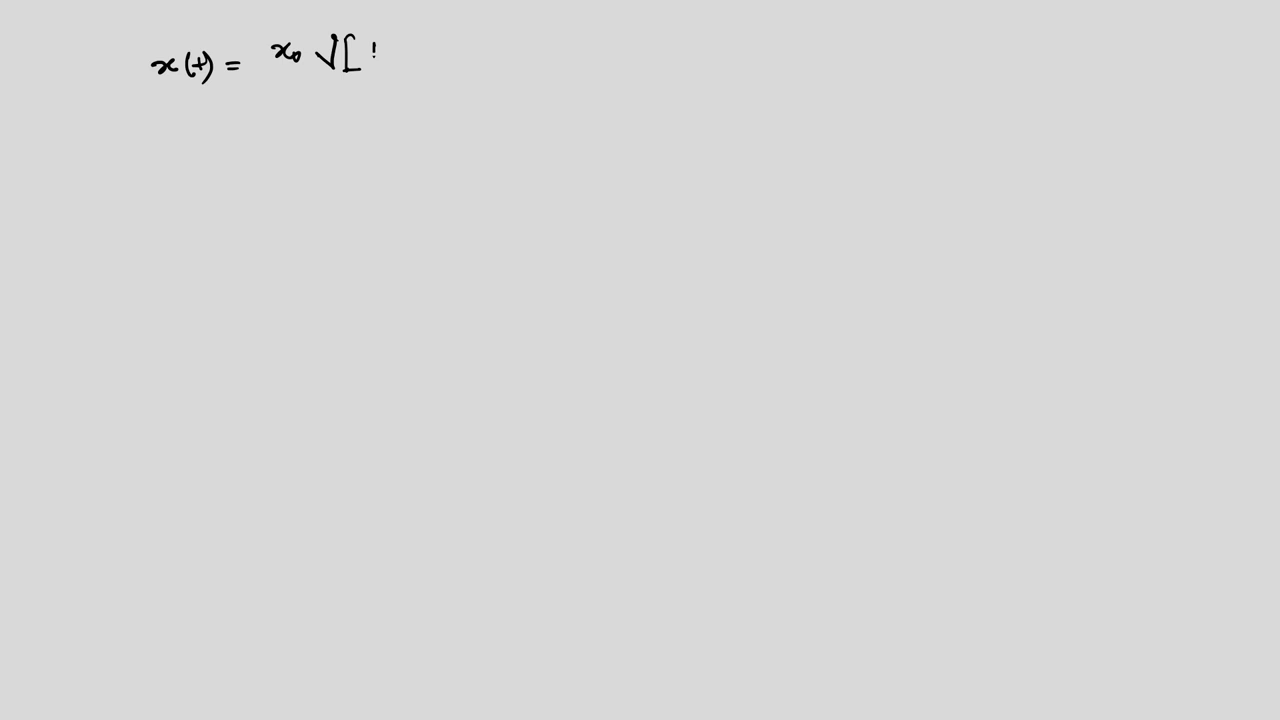 x(t) = x₀ √[